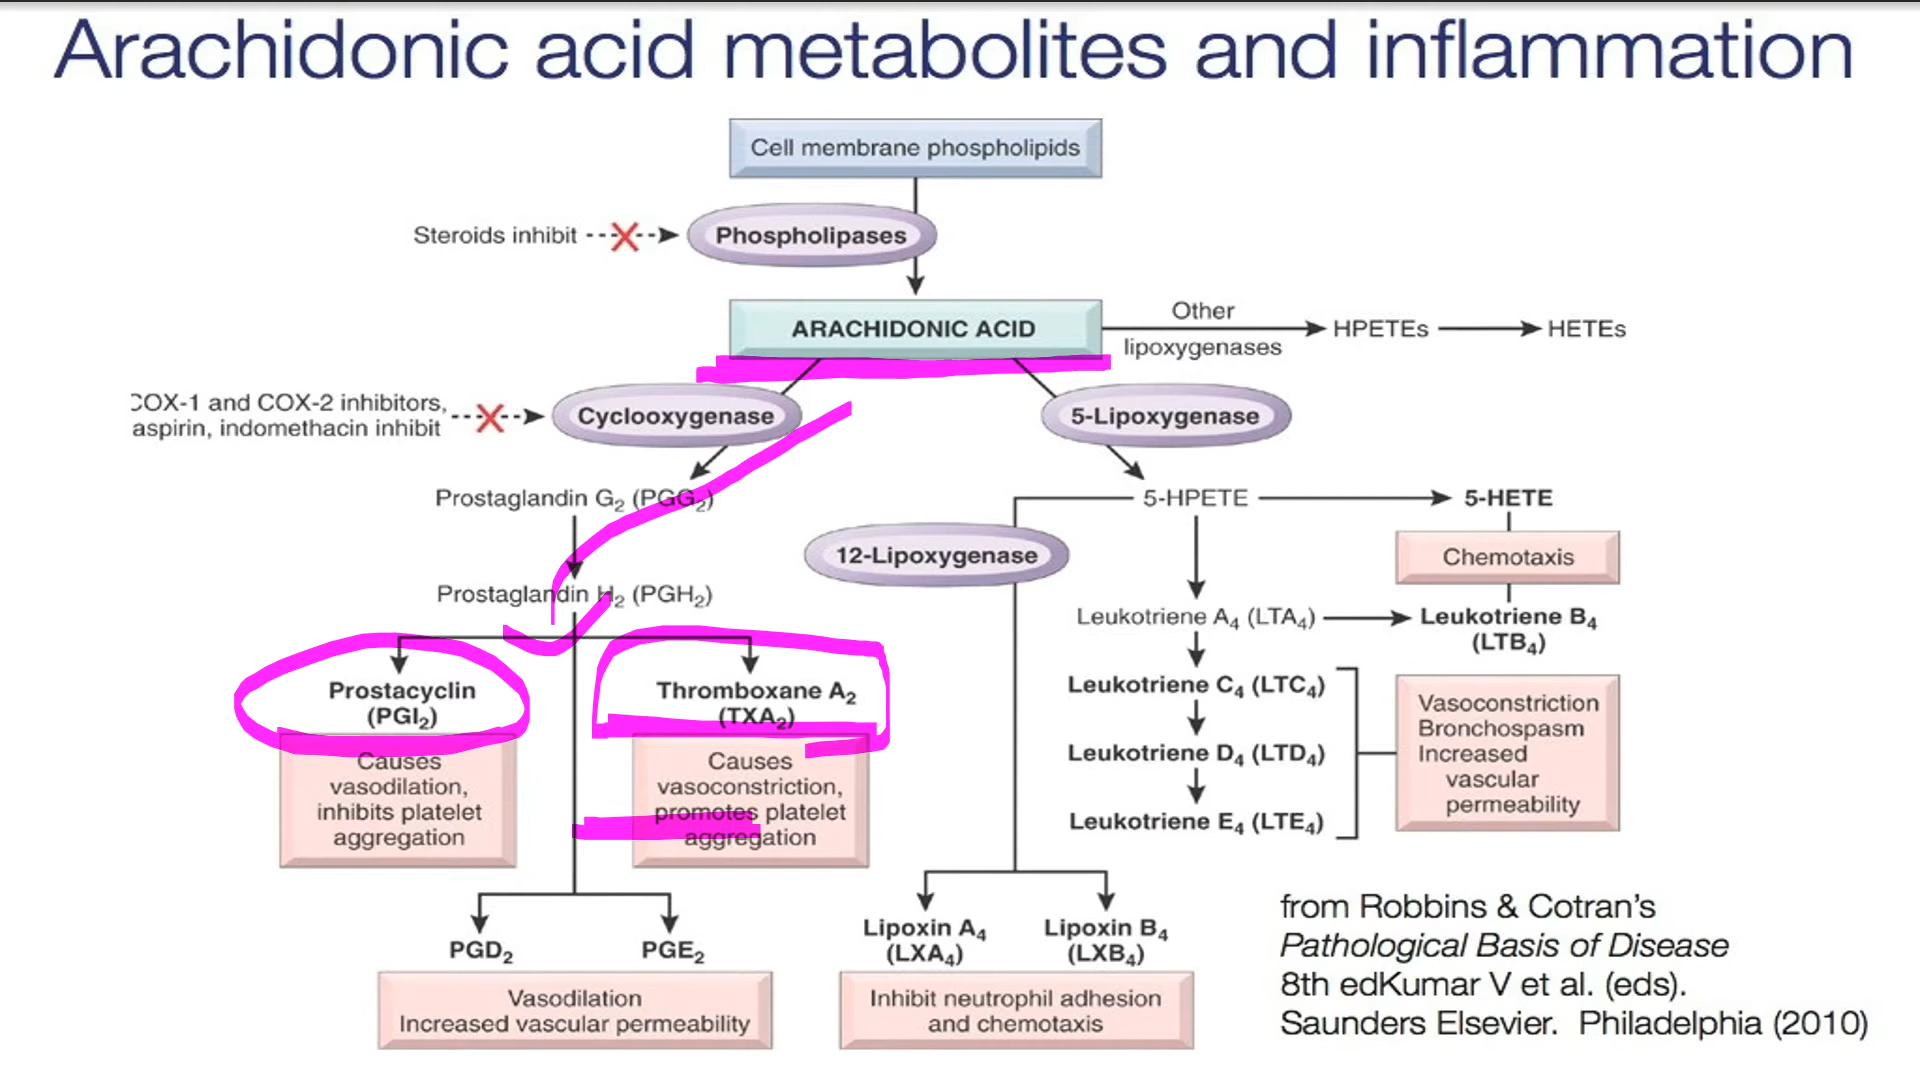 Arachidonic acid metabolites and inflammation
Cell membrane phospholipids
Steroids inhibit
Phospholipases
ARACHIDONIC ACID
Other
lipoxygenases
HPETEs
HETEs
COX-1 and COX-2 inhibitors,
aspirin, indomethacin inhibit
Cyclooxygenase
5-Lipoxygenase
Prostaglandin G₂ (PGG₂)
5-HPETE
5-HETE
12-Lipoxygenase
Chemotaxis
Prostaglandin H₂ (PGH₂)
Leukotriene A₄ (LTA₄)
Leukotriene B₄
(LTB₄)
Prostacyclin
(PGI₂)
Causes
vasodilation,
inhibits platelet
aggregation
Thromboxane A₂
(TXA₂)
Causes
vasoconstriction,
promotes platelet
aggregation
Leukotriene C₄ (LTC₄)
Leukotriene D₄ (LTD₄)
Leukotriene E₄ (LTE₄)
Vasoconstriction
Bronchospasm
Increased
vascular
permeability
PGD₂
PGE₂
Vasodilation
Increased vascular permeability
Lipoxin A₄
(LXA₄)
Lipoxin B₄
(LXB₄)
Inhibit neutrophil adhesion
and chemotaxis
from Robbins & Cotran's
Pathological Basis of Disease
8th edKumar V et al. (eds).
Saunders Elsevier. Philadelphia (2010)